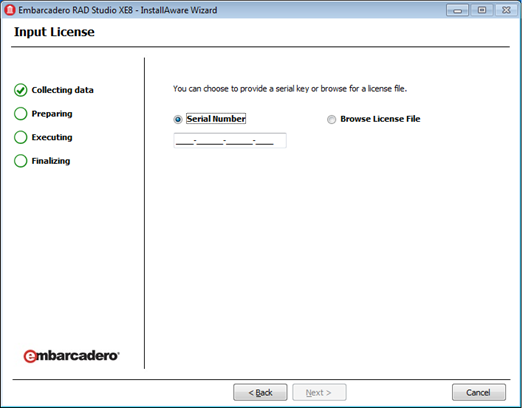 Embarcadero RAD Studio XE8 - InstallAware Wizard
Input License
Collecting data
Preparing
Executing
Finalizing
You can choose to provide a serial key or browse for a license file.
Serial Number
Browse License File
____-______-______-____
embarcadero
< Back
Next >
Cancel